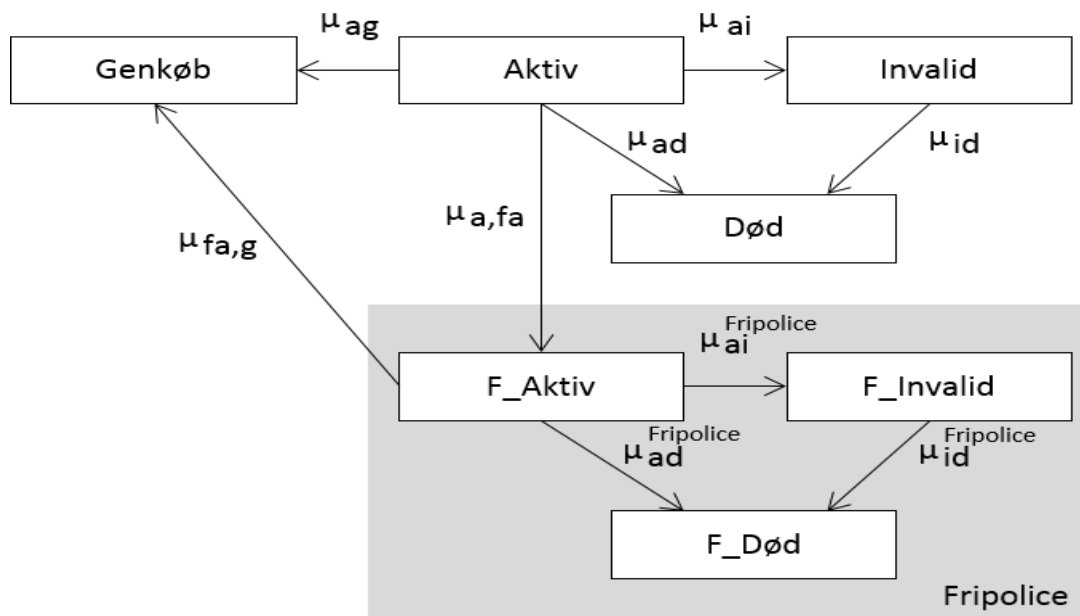 μ ag
μ ai
Genkøb
Aktiv
Invalid
μ ad
μ id
μ a,fa
Død
μ fa,g
μ ai Fripolice
F_Aktiv
F_Invalid
μ ad Fripolice
μ id Fripolice
F_Død
Fripolice